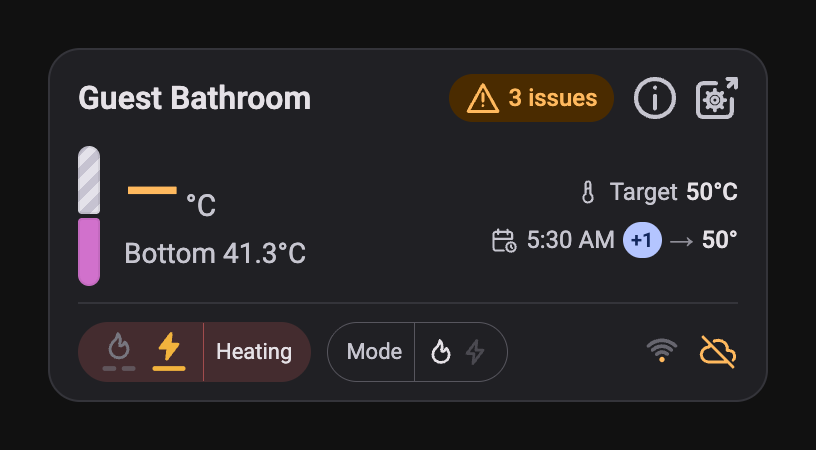 Guest Bathroom
3 issues
— °C
Target 50°C
Bottom 41.3°C
5:30 AM +1 → 50°
Heating
Mode